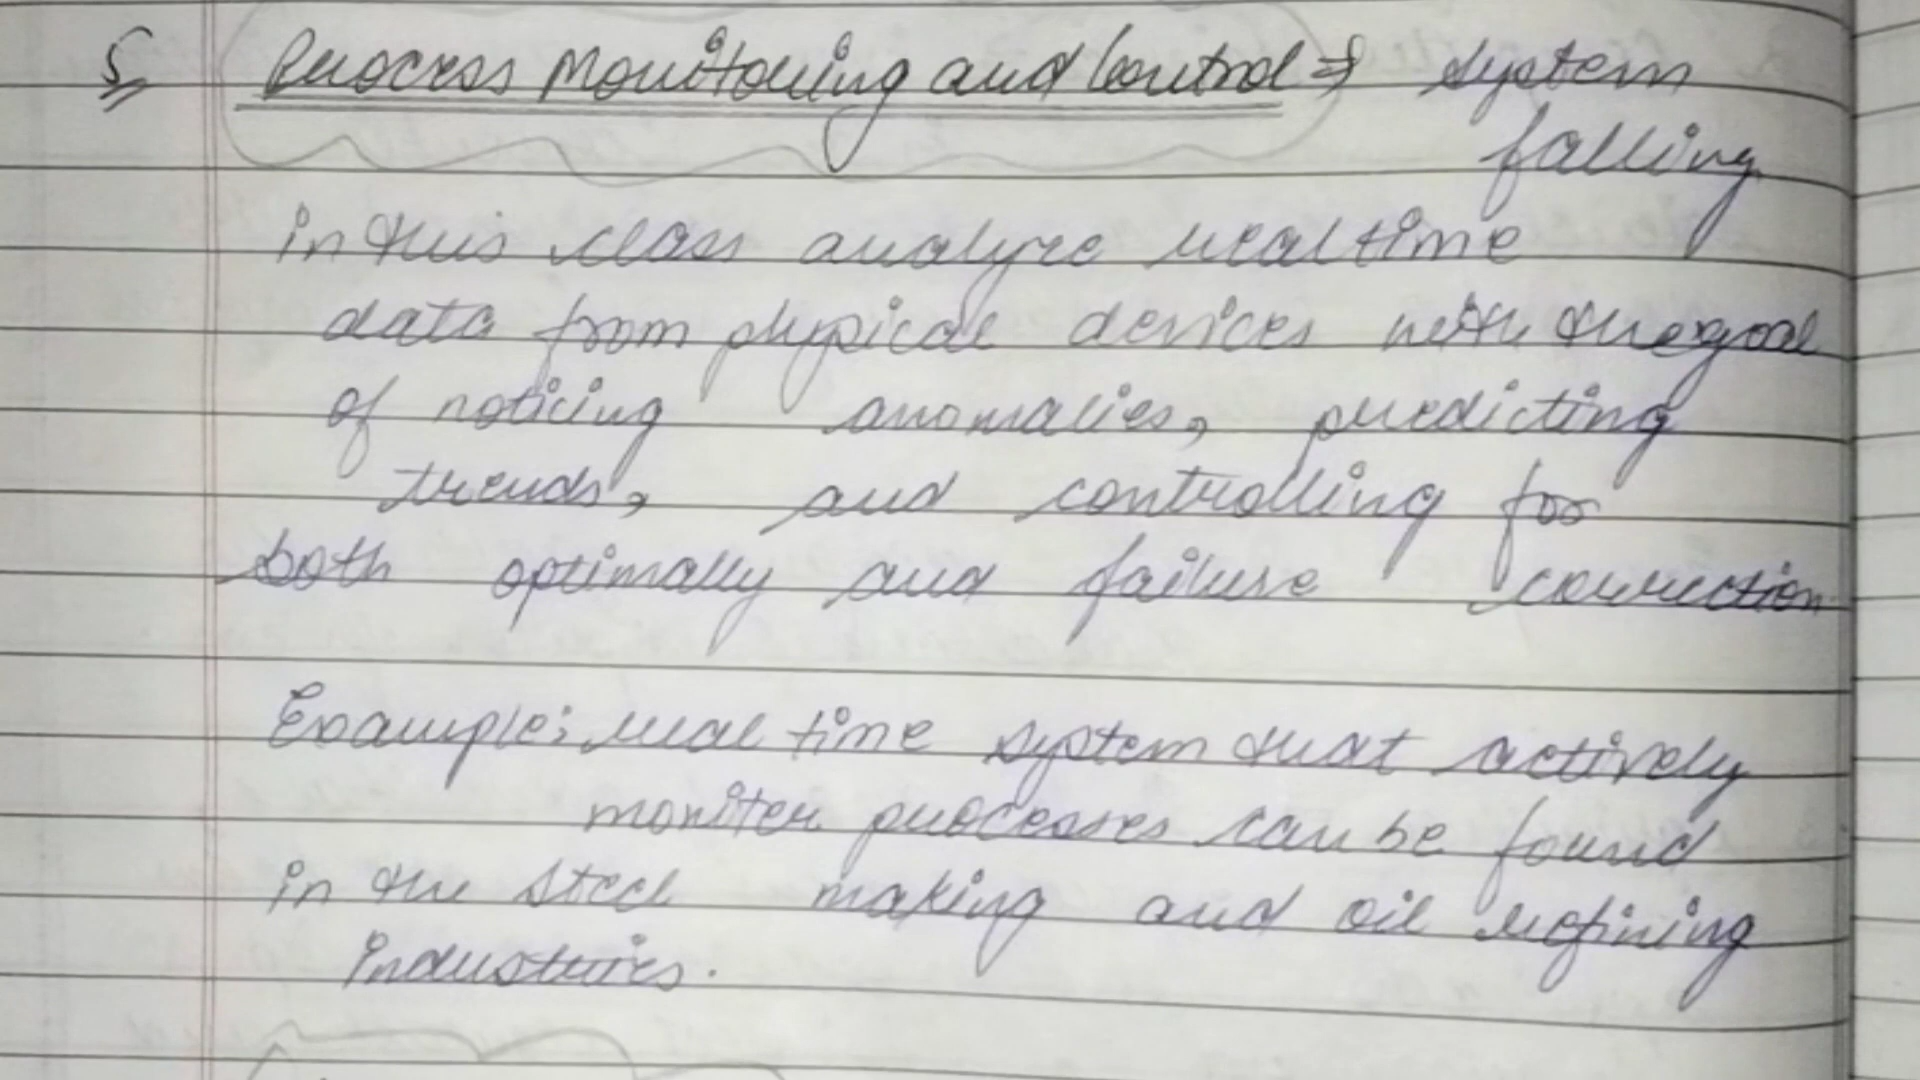 5 Process Monitoring and Control ⇒ system
falling
in this class analyze real time
data from physical devices with the goal
of noticing anomalies, predicting
trends, and controlling for
both optimally and failure correction
Example: real time system that actively
moniter processes can be found
in the steel making and oil refining
industries.